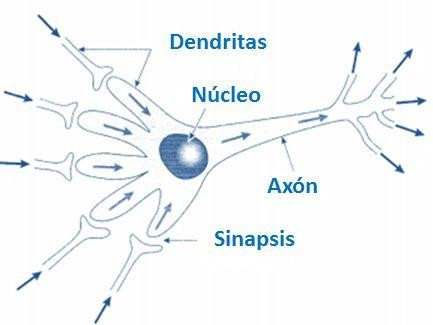 Dendritas
Núcleo
Axón
Sinapsis